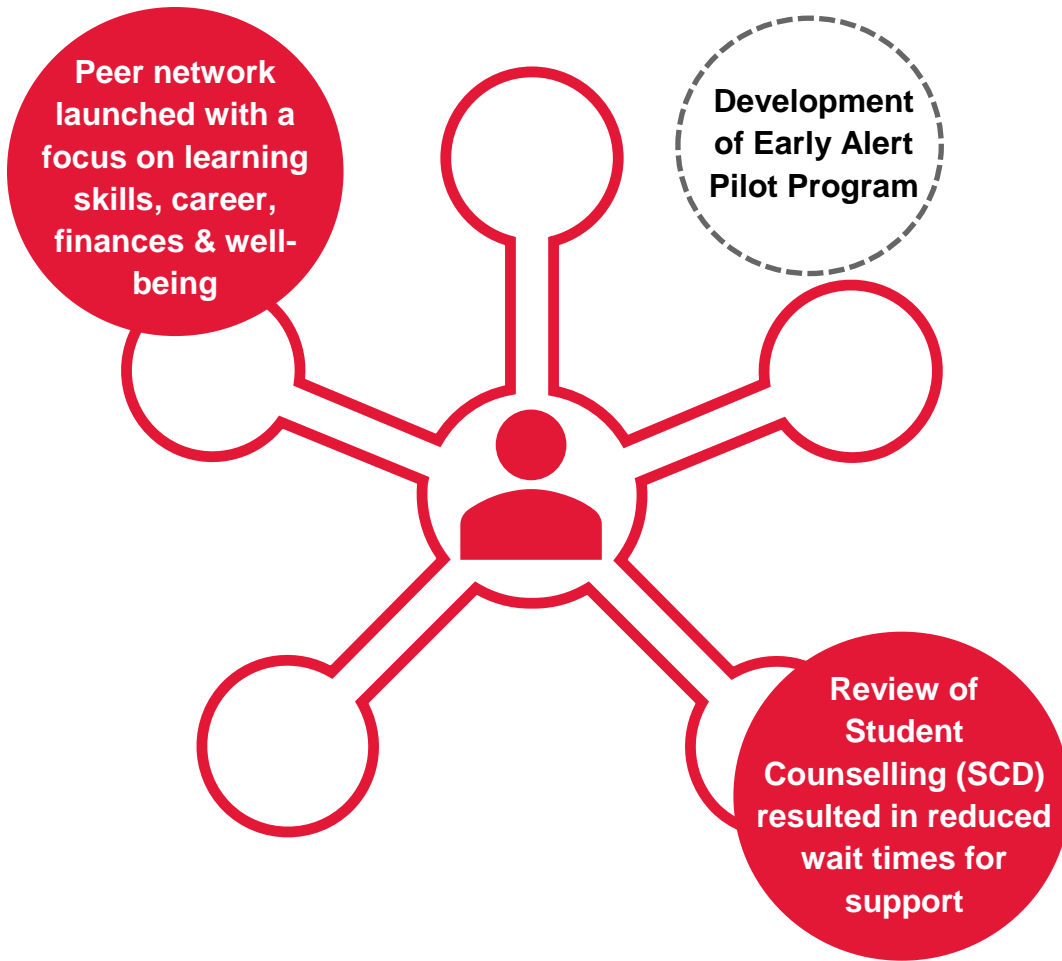 Peer network
launched with a
focus on learning
skills, career,
finances & well-
being
Development
of Early Alert
Pilot Program
Review of
Student
Counselling (SCD)
resulted in reduced
wait times for
support